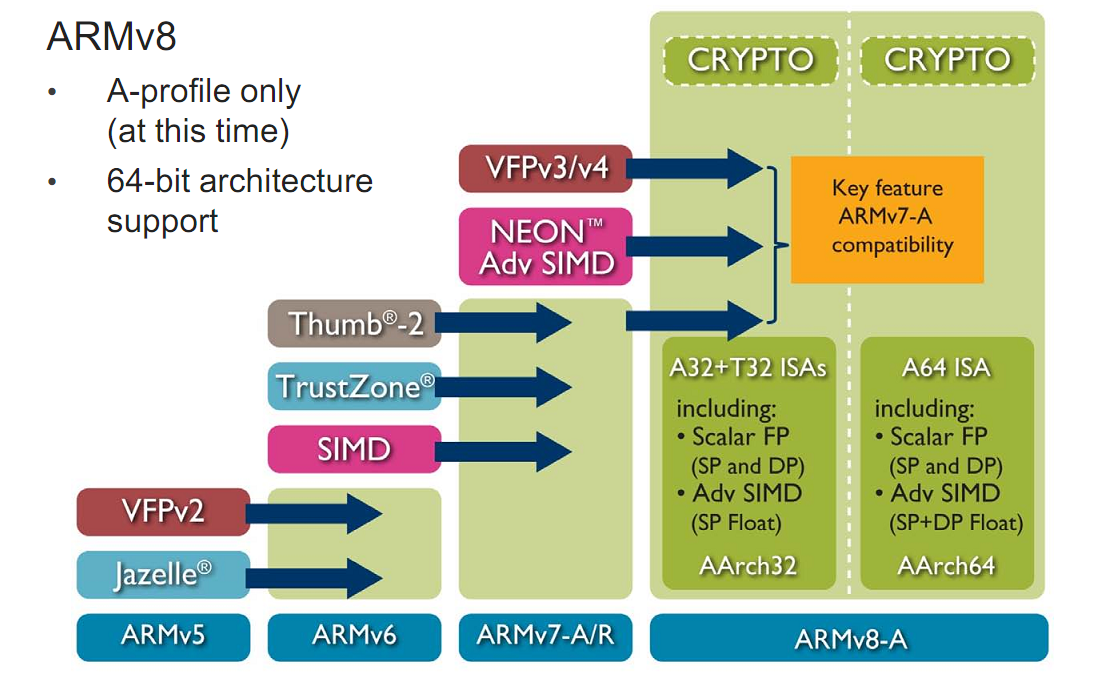 ARMv8
• A-profile only
(at this time)
• 64-bit architecture
support
CRYPTO
CRYPTO
VFPv3/v4
NEON™
Adv SIMD
Key feature
ARMv7-A
compatibility
Thumb®-2
TrustZone®
SIMD
VFPv2
Jazelle®
A32+T32 ISAs
including:
• Scalar FP
(SP and DP)
• Adv SIMD
(SP Float)
AArch32
A64 ISA
including:
• Scalar FP
(SP and DP)
• Adv SIMD
(SP+DP Float)
AArch64
ARMv5
ARMv6
ARMv7-A/R
ARMv8-A